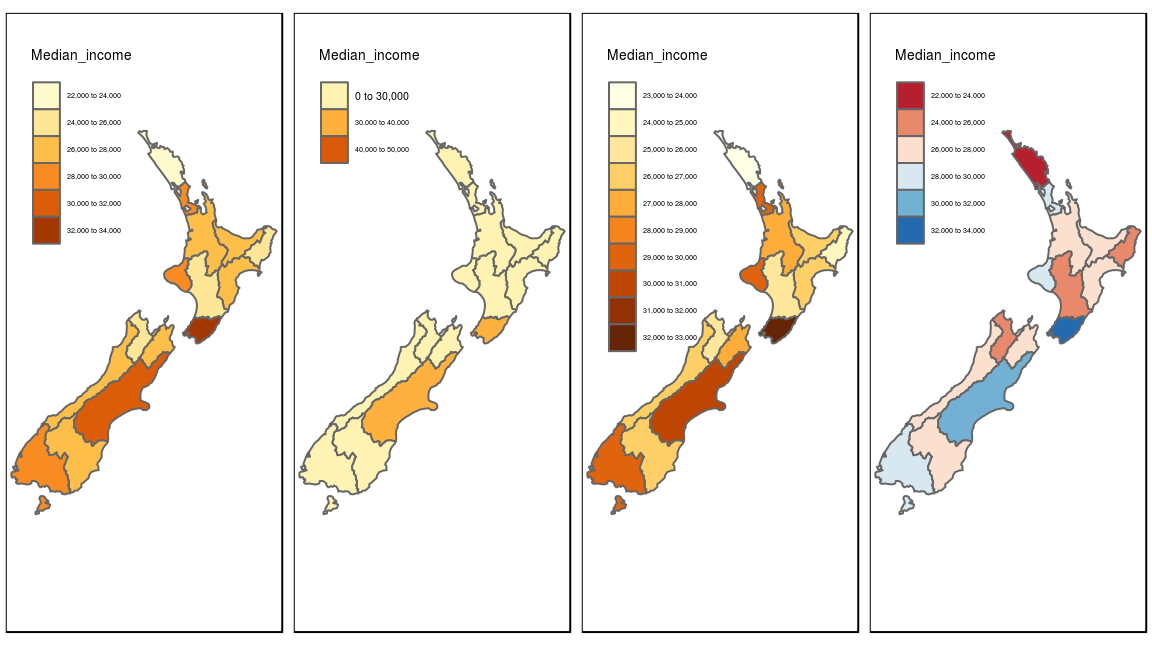 Median_income
22,000 to 24,000
24,000 to 26,000
26,000 to 28,000
28,000 to 30,000
30,000 to 32,000
32,000 to 34,000
Median_income
0 to 30,000
30,000 to 40,000
40,000 to 50,000
Median_income
23,000 to 24,000
24,000 to 25,000
25,000 to 26,000
26,000 to 27,000
27,000 to 28,000
28,000 to 29,000
29,000 to 30,000
30,000 to 31,000
31,000 to 32,000
32,000 to 33,000
Median_income
22,000 to 24,000
24,000 to 26,000
26,000 to 28,000
28,000 to 30,000
30,000 to 32,000
32,000 to 34,000